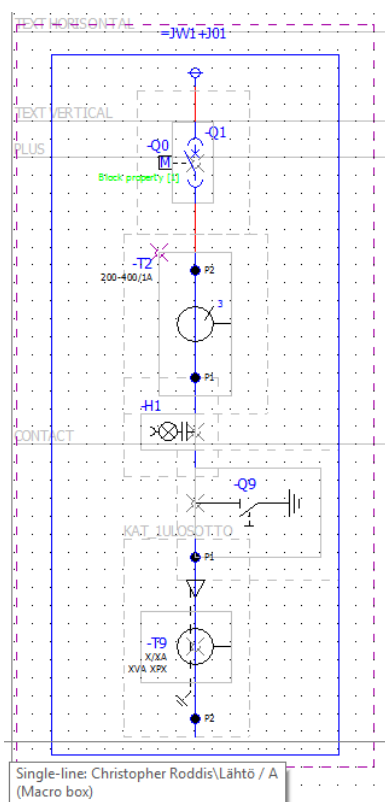 TEXT HORISONTAL
=JW1+J01
TEXT VERTICAL
-Q1
-Q0
PLUS
M
Block property [1]
-T2
P2
200-400/1A
3
P1
-H1
CONTACT
-Q9
KAT_1ULOSOTTO
P1
-T9
X/XA
XVA XPX
P2
Single-line: Christopher Roddis\Lähtö / A
(Macro box)